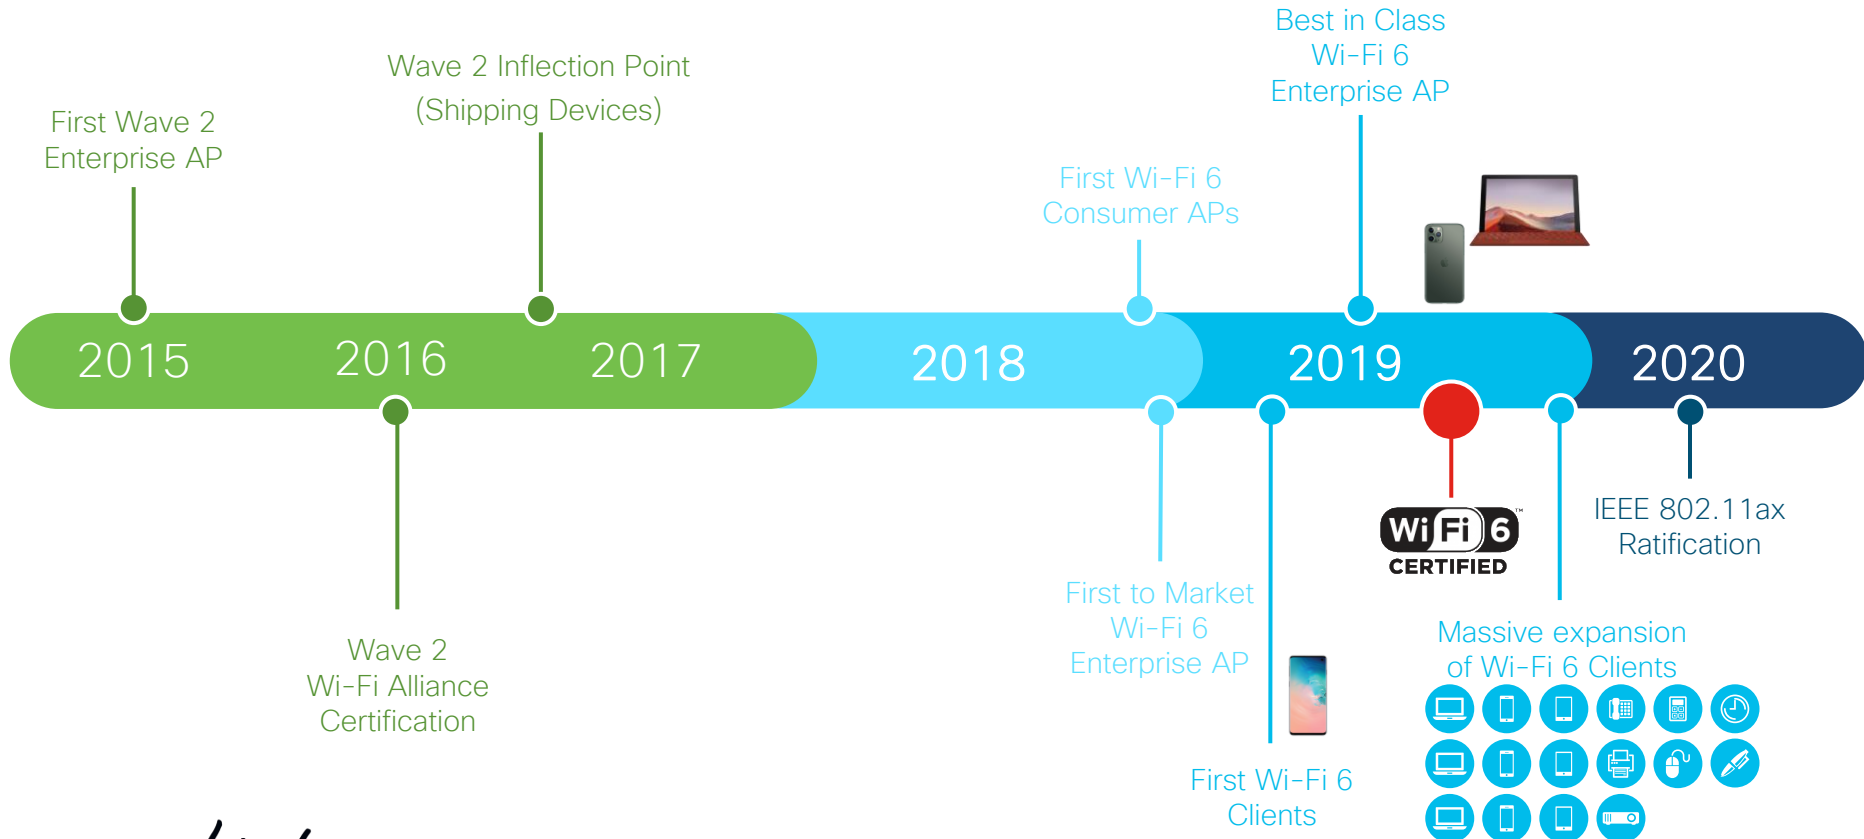 Best in Class
Wi-Fi 6
Enterprise AP
Wave 2 Inflection Point
(Shipping Devices)
First Wave 2
Enterprise AP
First Wi-Fi 6
Consumer APs
2015
2016
2017
2018
2019
2020
WiFi 6™
CERTIFIED
IEEE 802.11ax
Ratification
First to Market
Wi-Fi 6
Enterprise AP
Wave 2
Wi-Fi Alliance
Certification
Massive expansion
of Wi-Fi 6 Clients
First Wi-Fi 6
Clients